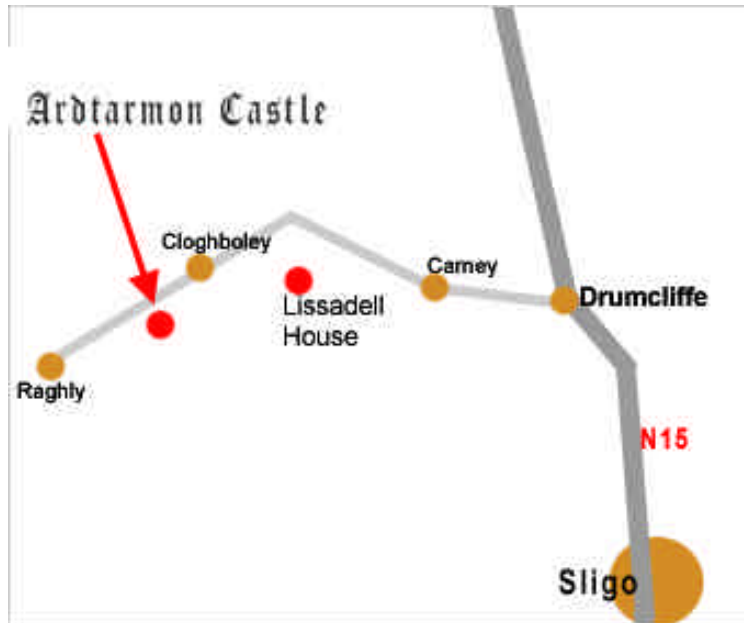 Ardtarmon Castle
Cloghboley
Carney
Lissadell
House
Drumcliffe
Raghly
N15
Sligo